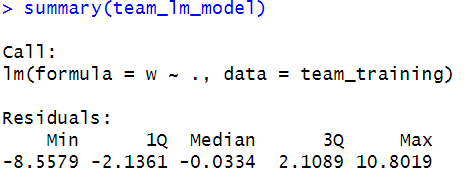 > summary(team_lm_model)
Call:
lm(formula = w ~ ., data = team_training)
Residuals:
Min 1Q Median 3Q Max
-8.5579 -2.1361 -0.0334 2.1089 10.8019